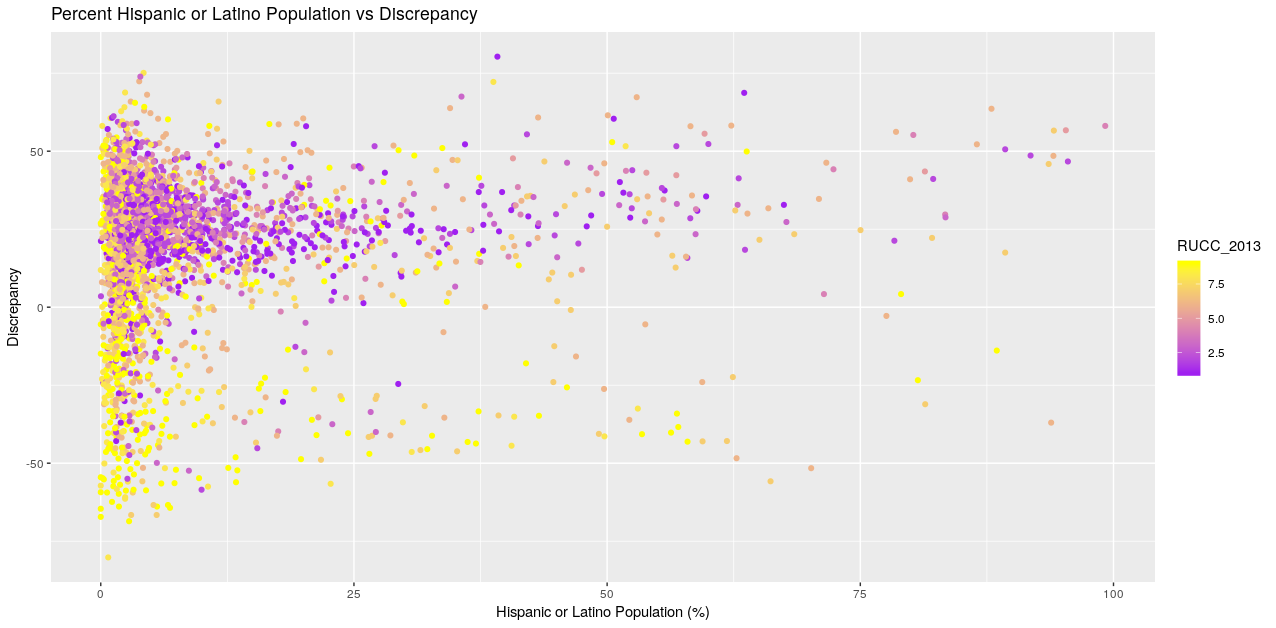 Percent Hispanic or Latino Population vs Discrepancy
Discrepancy
50
0
-50
0 25 50 75 100
Hispanic or Latino Population (%)
RUCC_2013
7.5
5.0
2.5